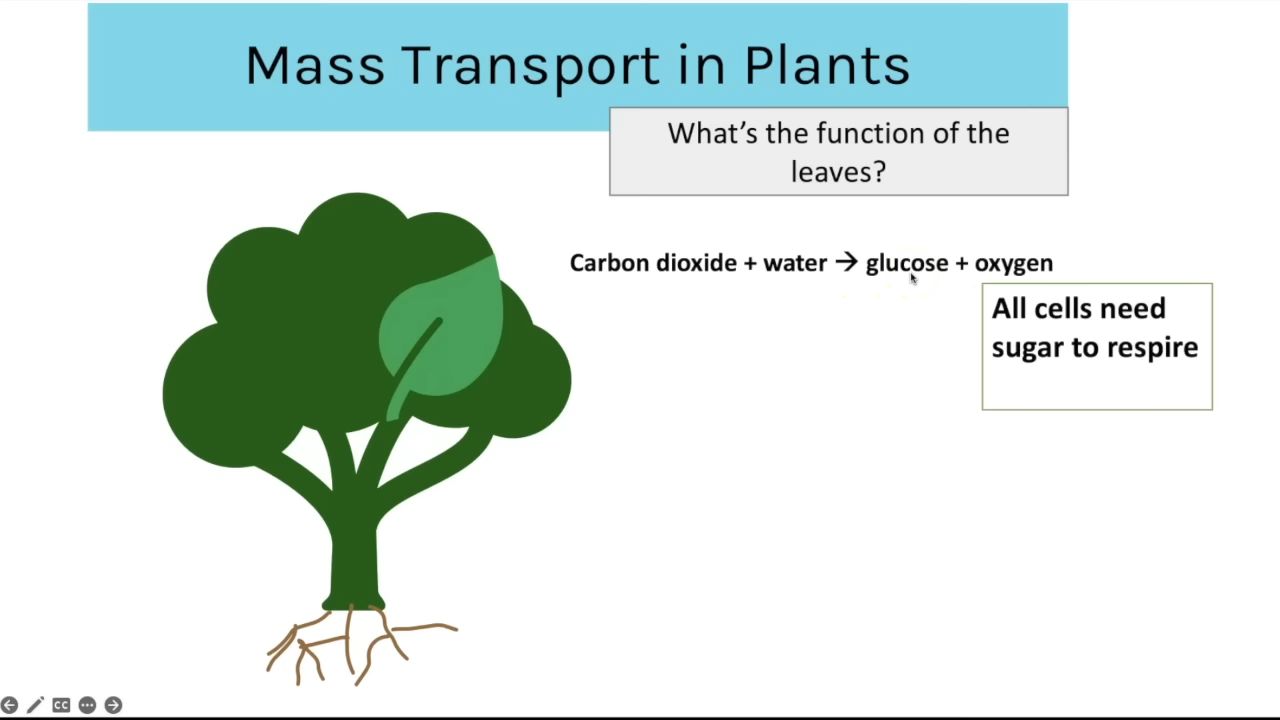 Mass Transport in Plants
What's the function of the
leaves?
Carbon dioxide + water → glucose + oxygen
All cells need
sugar to respire
CC